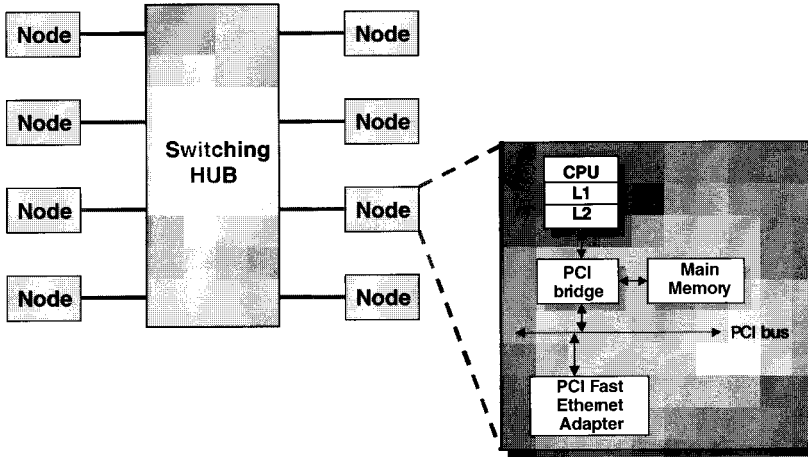 Node
Node
Node
Node
Switching
HUB
Node
Node
Node
Node
CPU
L1
L2
PCI
bridge
Main
Memory
PCI bus
PCI Fast
Ethernet
Adapter